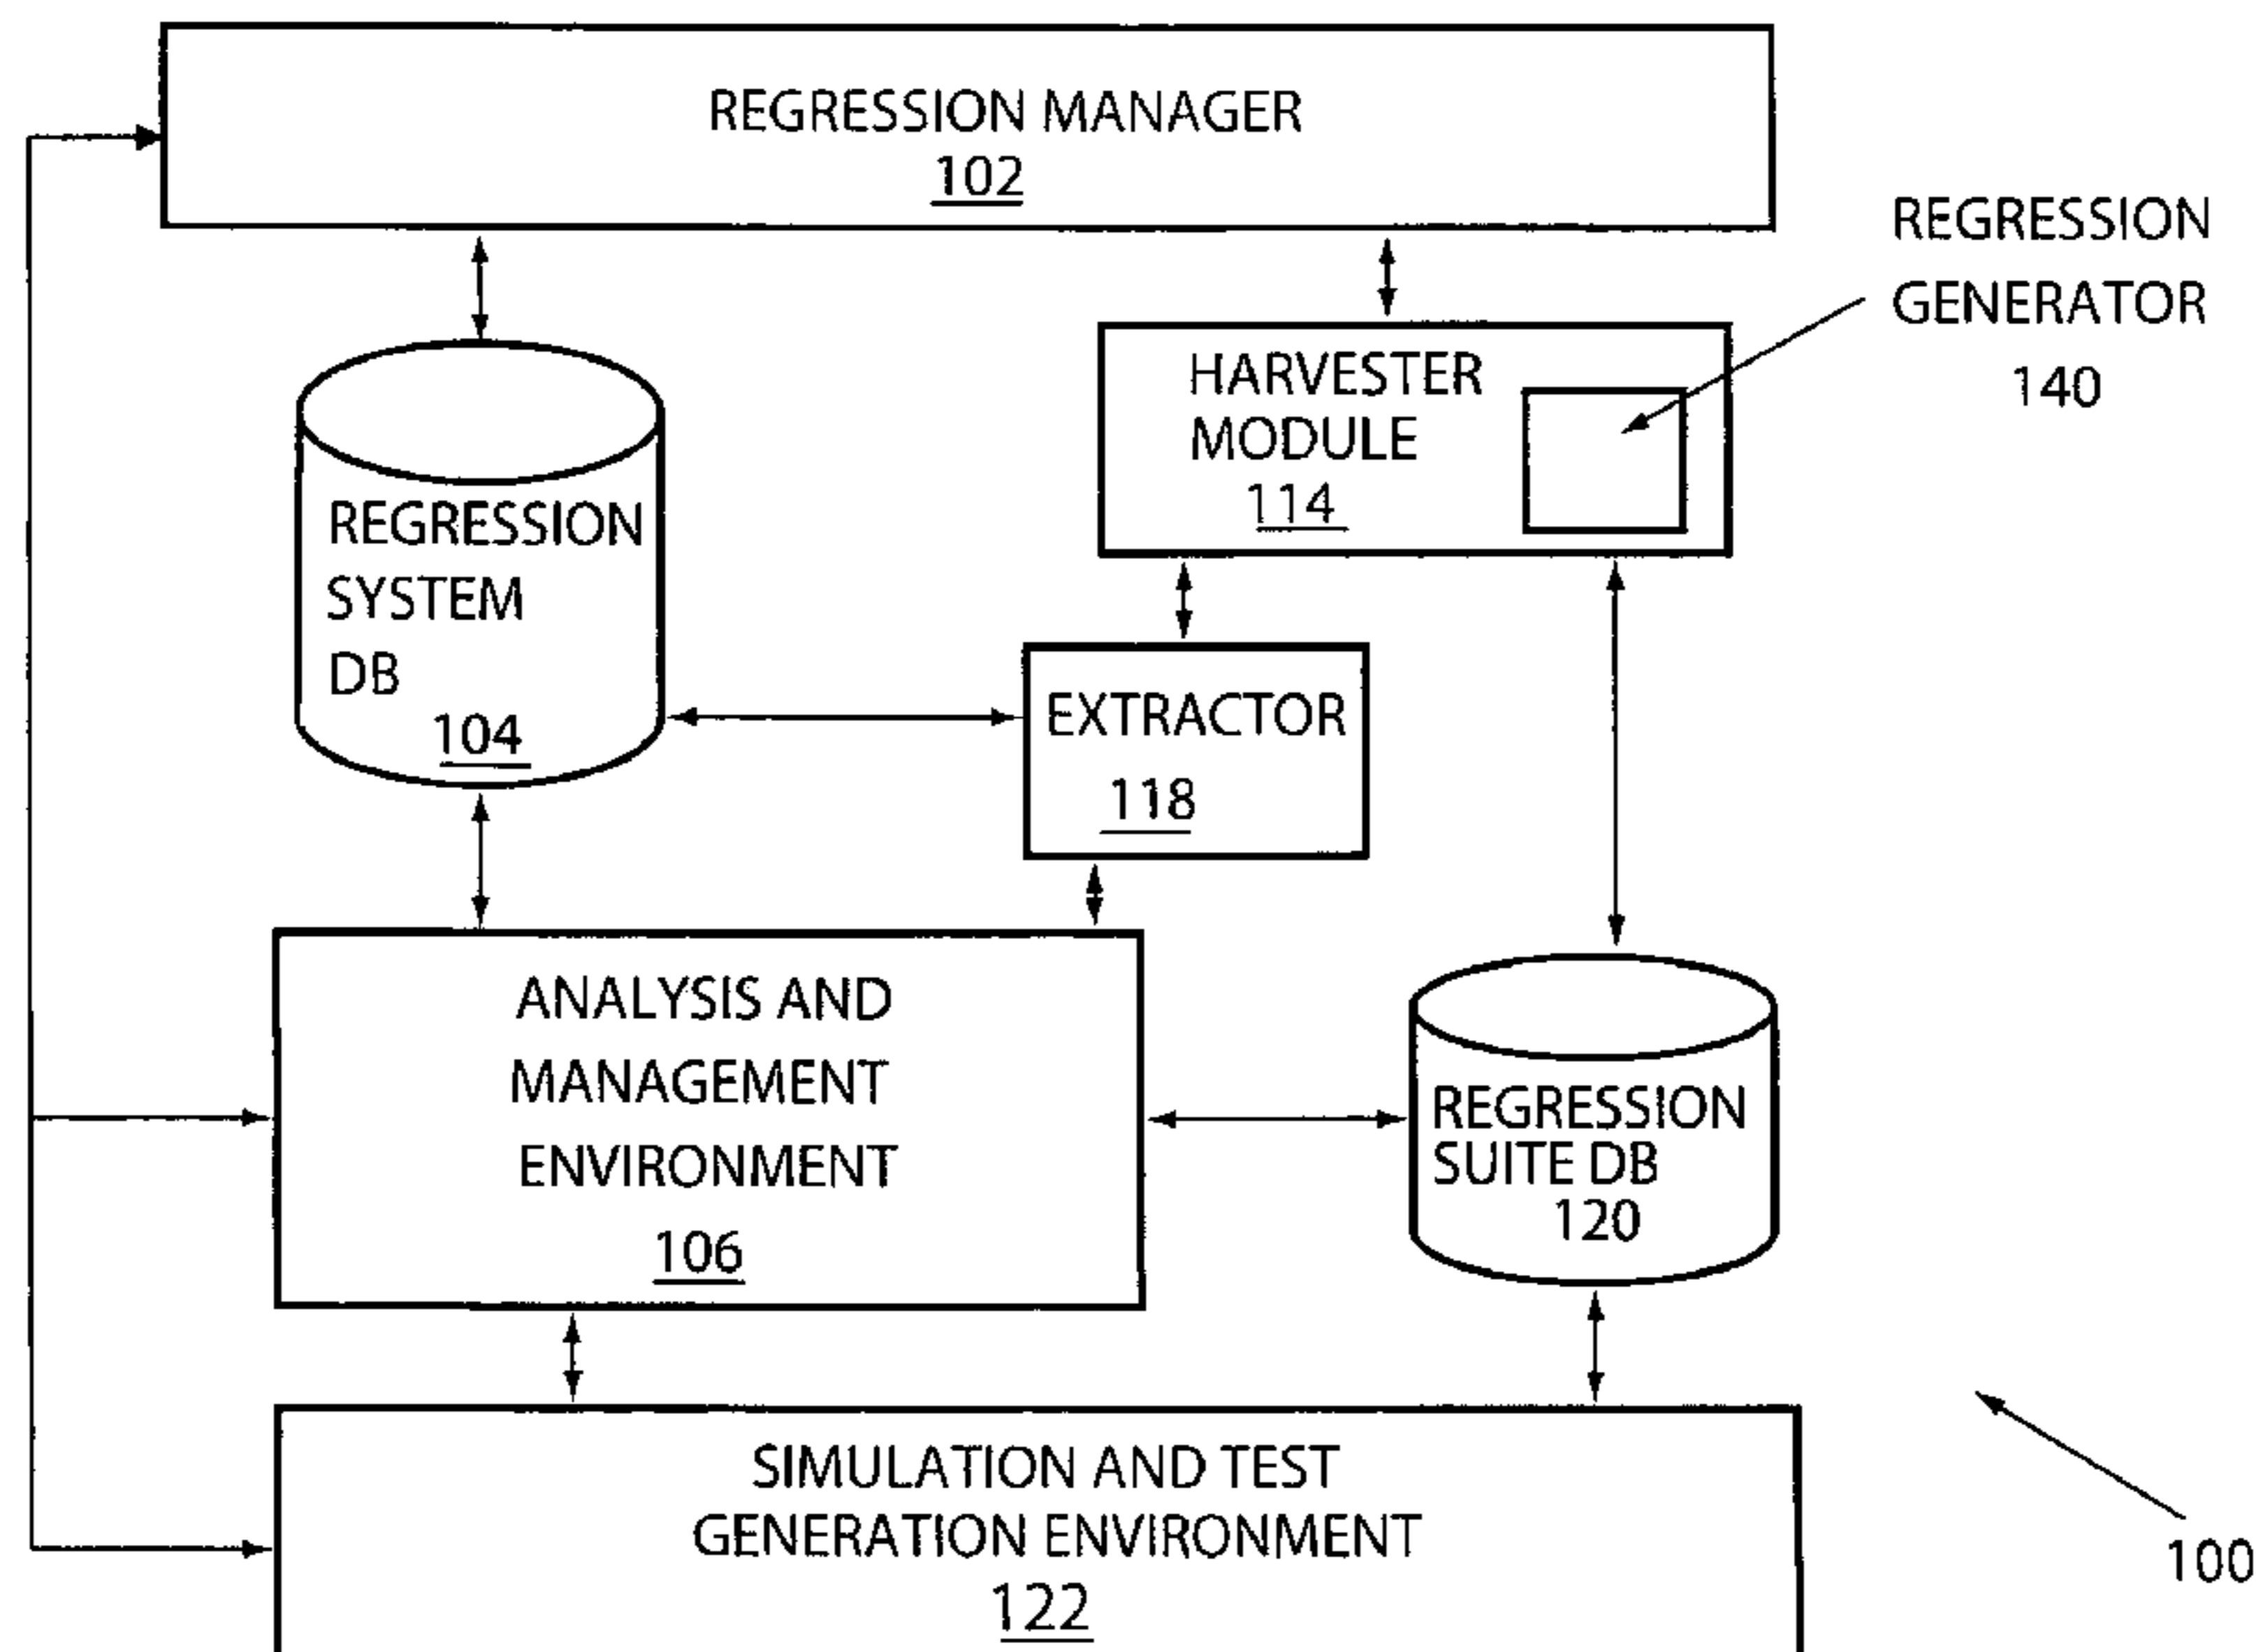 REGRESSION MANAGER
102
REGRESSION
GENERATOR
140
HARVESTER
MODULE
114
REGRESSION
SYSTEM
DB
104
EXTRACTOR
118
ANALYSIS AND
MANAGEMENT
ENVIRONMENT
106
REGRESSION
SUITE DB
120
SIMULATION AND TEST
GENERATION ENVIRONMENT
122
100